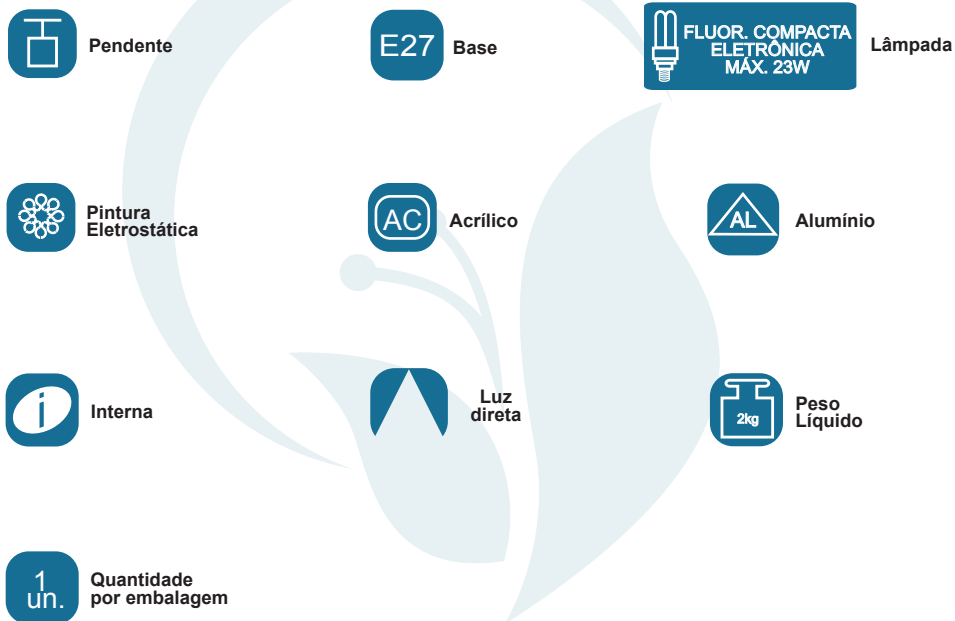 Pendente
E27
Base
FLUOR. COMPACTA
ELETRÔNICA
MÁX. 23W
Lâmpada
Pintura
Eletrostática
AC
Acrílico
AL
Alumínio
i
Interna
Luz
direta
2kg
Peso
Líquido
1
un.
Quantidade
por embalagem